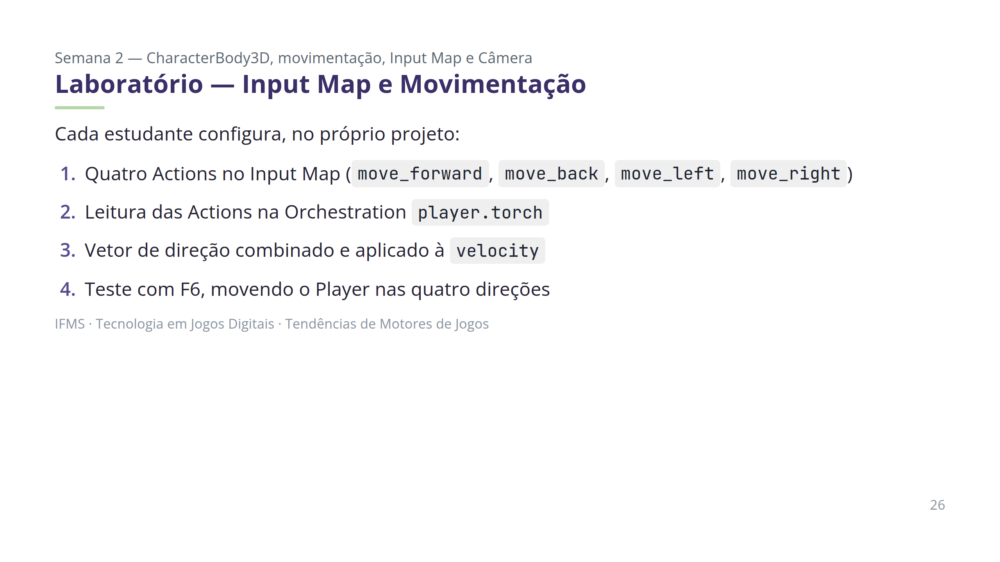 Semana 2 — CharacterBody3D, movimentação, Input Map e Câmera
Laboratório — Input Map e Movimentação
Cada estudante configura, no próprio projeto:
1. Quatro Actions no Input Map (move_forward, move_back, move_left, move_right)
2. Leitura das Actions na Orchestration player.torch
3. Vetor de direção combinado e aplicado à velocity
4. Teste com F6, movendo o Player nas quatro direções
IFMS · Tecnologia em Jogos Digitais · Tendências de Motores de Jogos
26